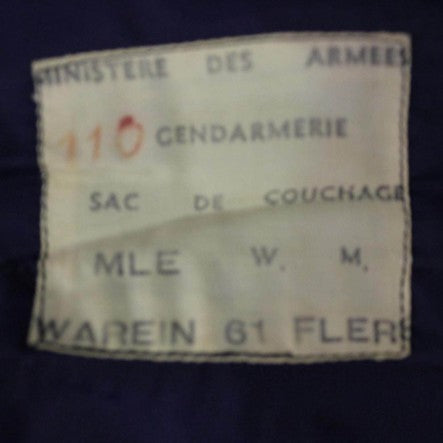 MINISTERE DES ARMEES
110 GENDARMERIE
SAC DE COUCHAGE
MLE W. M.
WAREIN 61 FLERS